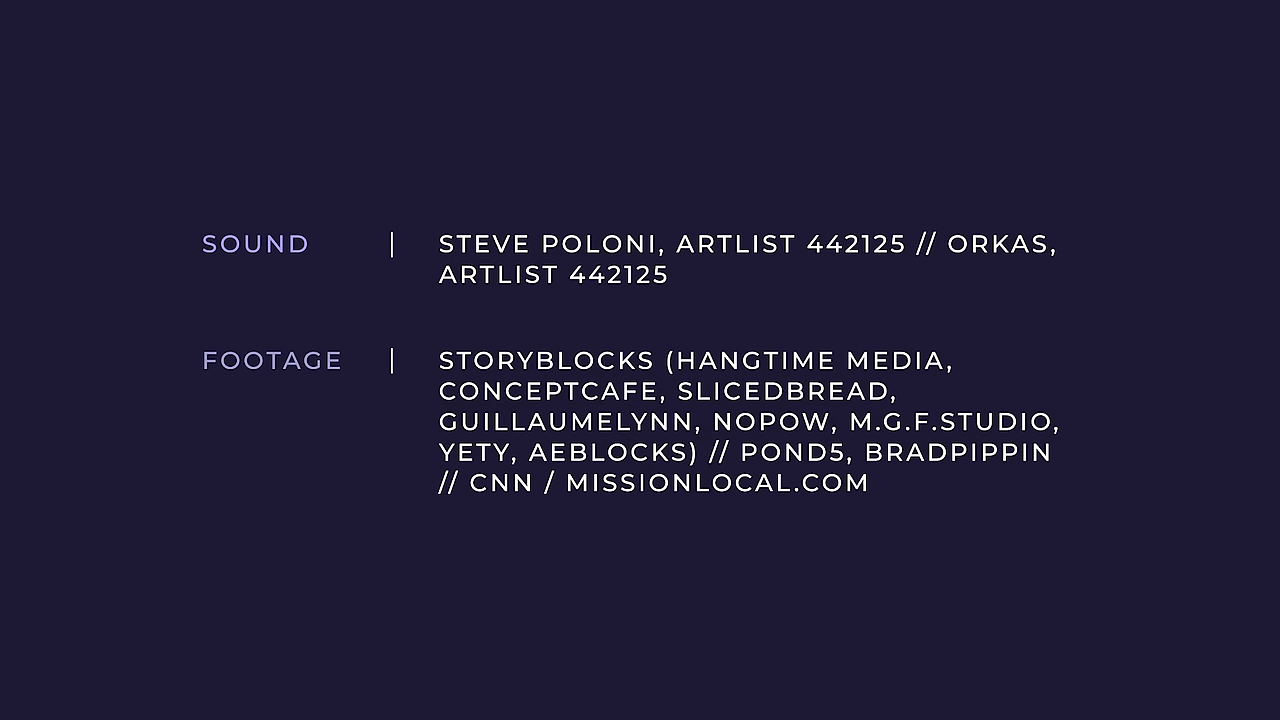 SOUND | STEVE POLONI, ARTLIST 442125 // ORKAS,
ARTLIST 442125
FOOTAGE | STORYBLOCKS (HANGTIME MEDIA,
CONCEPTCAFE, SLICEDBREAD,
GUILLAUMELYNN, NOPOW, M.G.F.STUDIO,
YETY, AEBLOCKS) // POND5, BRADPIPPIN
// CNN / MISSIONLOCAL.COM